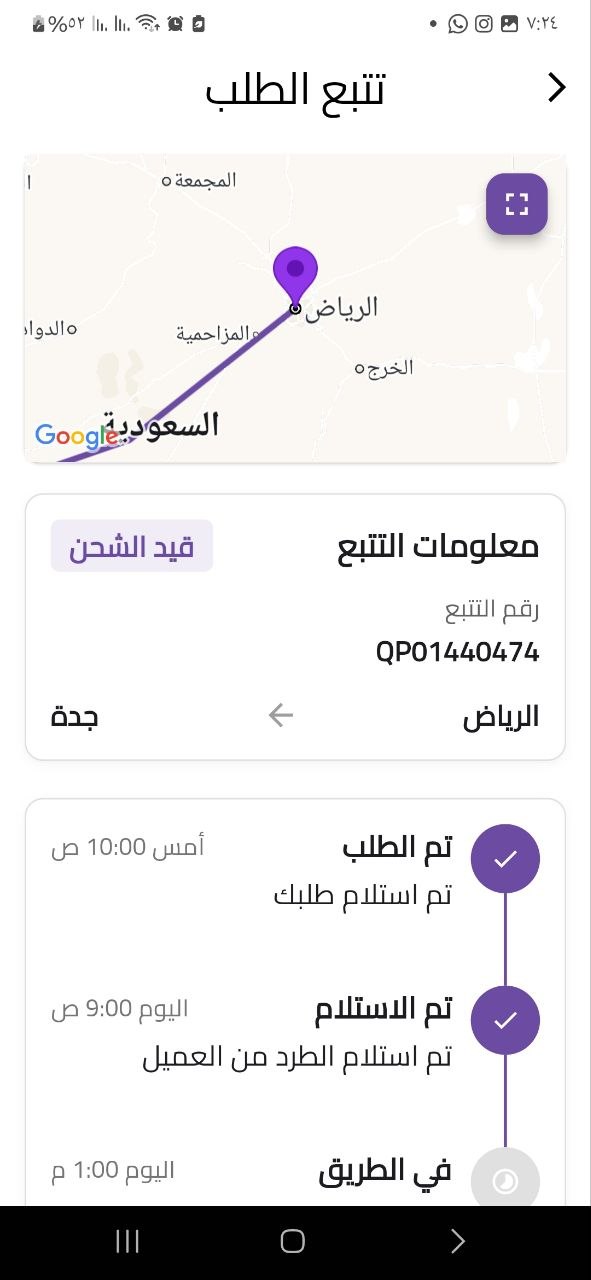 ٧:٢٤
%٥٢
تتبع الطلب
المجمعة
الرياض
المزاحمية
الخرج
السعودية
Google
معلومات التتبع
قيد الشحن
رقم التتبع
QP01440474
الرياض
جدة
تم الطلب
أمس 10:00 ص
تم استلام طلبك
تم الاستلام
اليوم 9:00 ص
تم استلام الطرد من العميل
في الطريق
اليوم 1:00 م